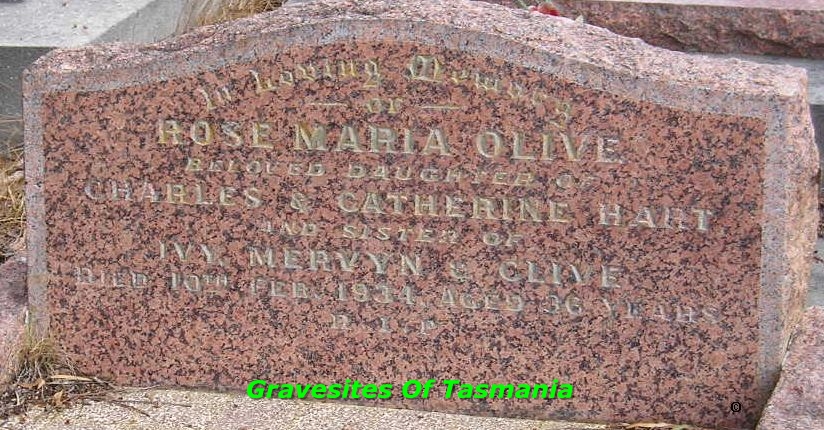 In Loving Memory
— OF —
ROSE MARIA OLIVE
BELOVED DAUGHTER OF
CHARLES & CATHERINE HART
AND SISTER OF
IVY, MERVYN & CLIVE
DIED 10TH FEB. 1934, AGED 36 YEARS
R.I.P
Gravesites Of Tasmania
©